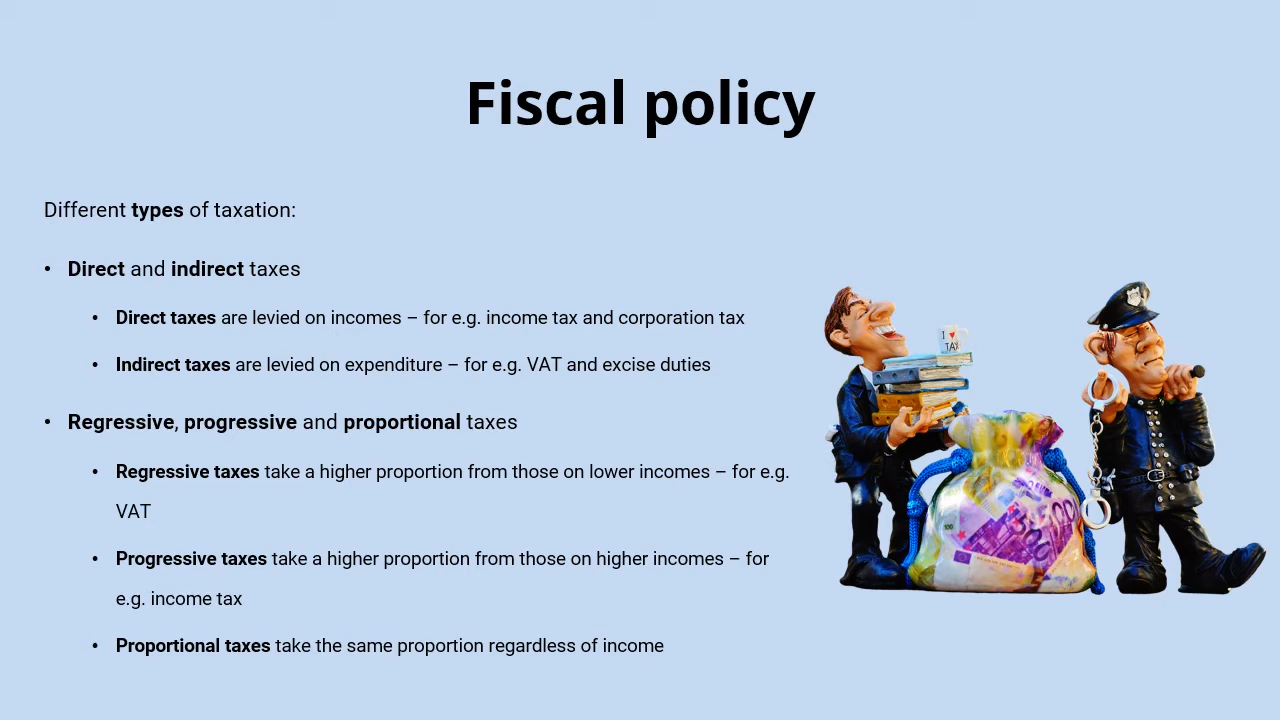 Fiscal policy
Different types of taxation:
• Direct and indirect taxes
• Direct taxes are levied on incomes – for e.g. income tax and corporation tax
• Indirect taxes are levied on expenditure – for e.g. VAT and excise duties
• Regressive, progressive and proportional taxes
• Regressive taxes take a higher proportion from those on lower incomes – for e.g.
VAT
• Progressive taxes take a higher proportion from those on higher incomes – for
e.g. income tax
• Proportional taxes take the same proportion regardless of income
I ♥
TAX
500